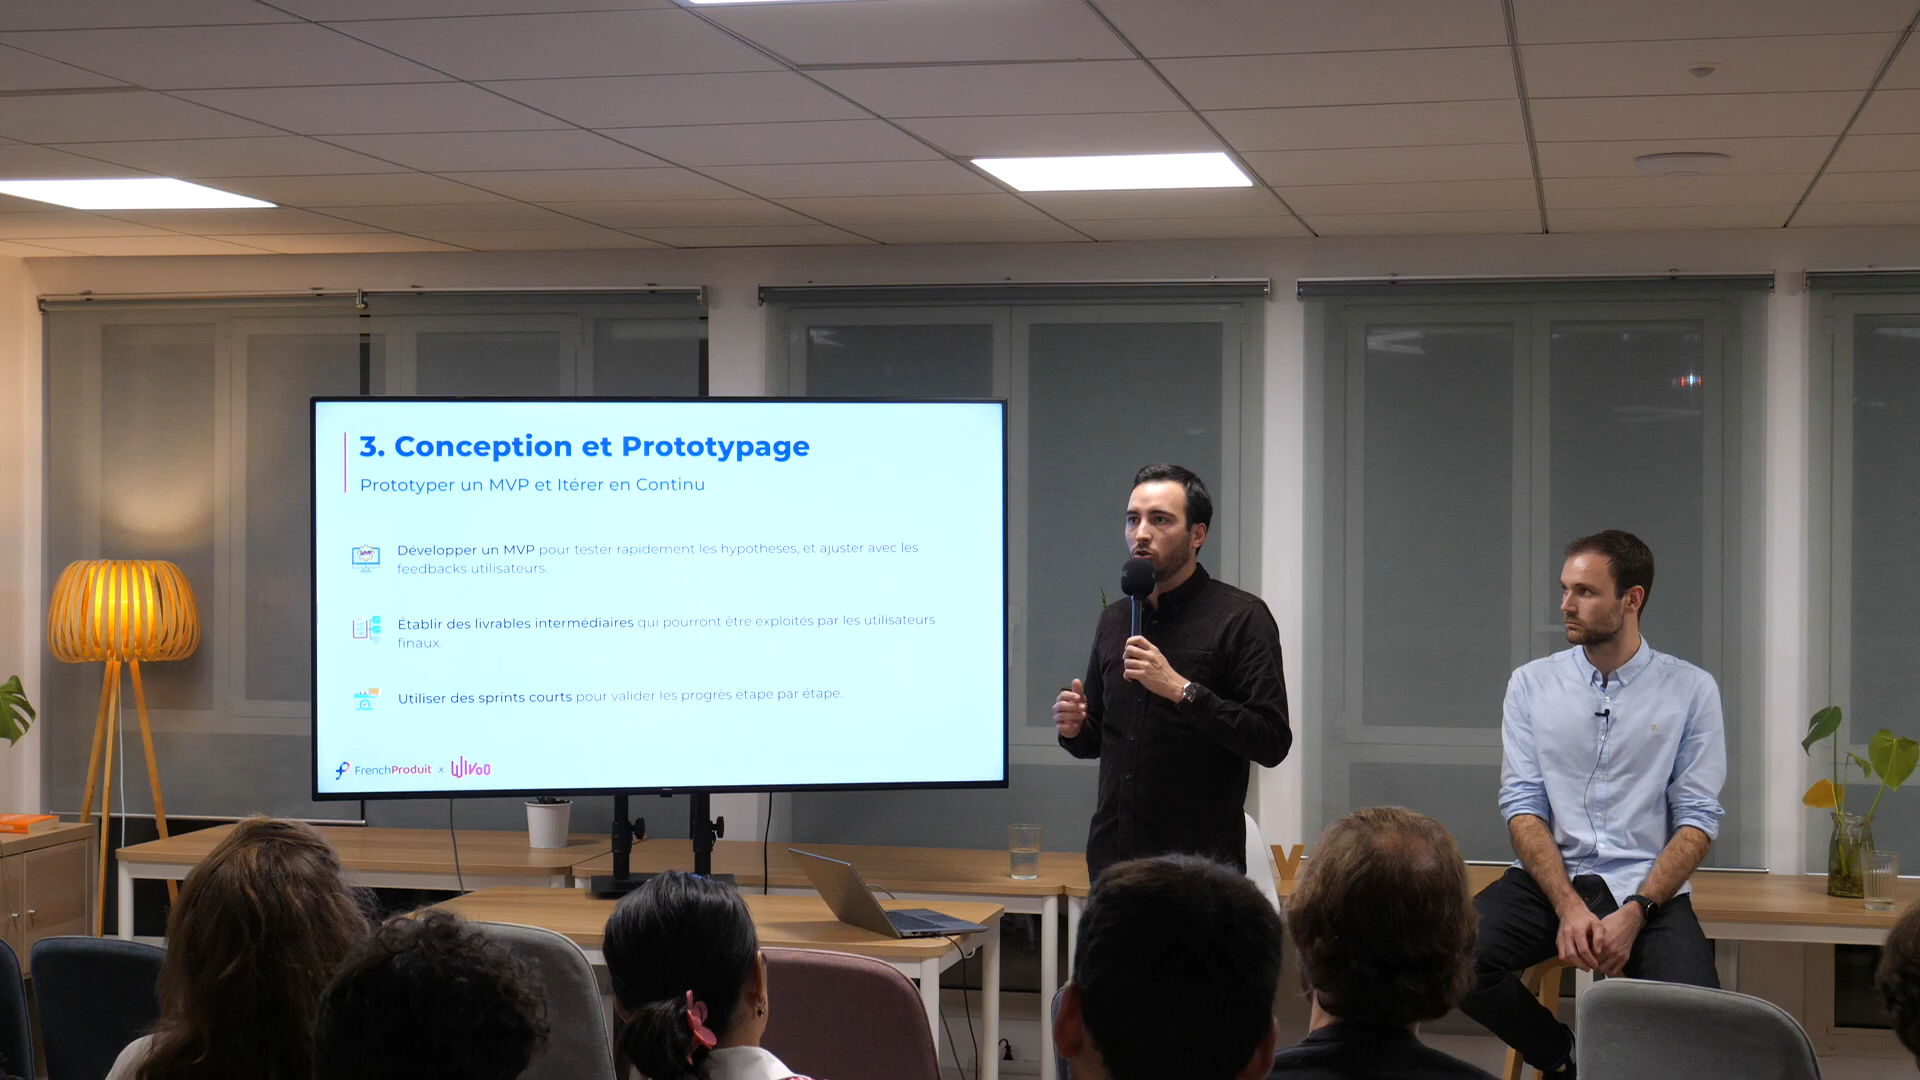 3. Conception et Prototypage
Prototyper un MVP et Itérer en Continu
MVP
Développer un MVP pour tester rapidement les hypothèses, et ajuster avec les
feedbacks utilisateurs.
Établir des livrables intermédiaires qui pourront être exploités par les utilisateurs
finaux.
Utiliser des sprints courts pour valider les progrès étape par étape.
FrenchProduit x WIVOO